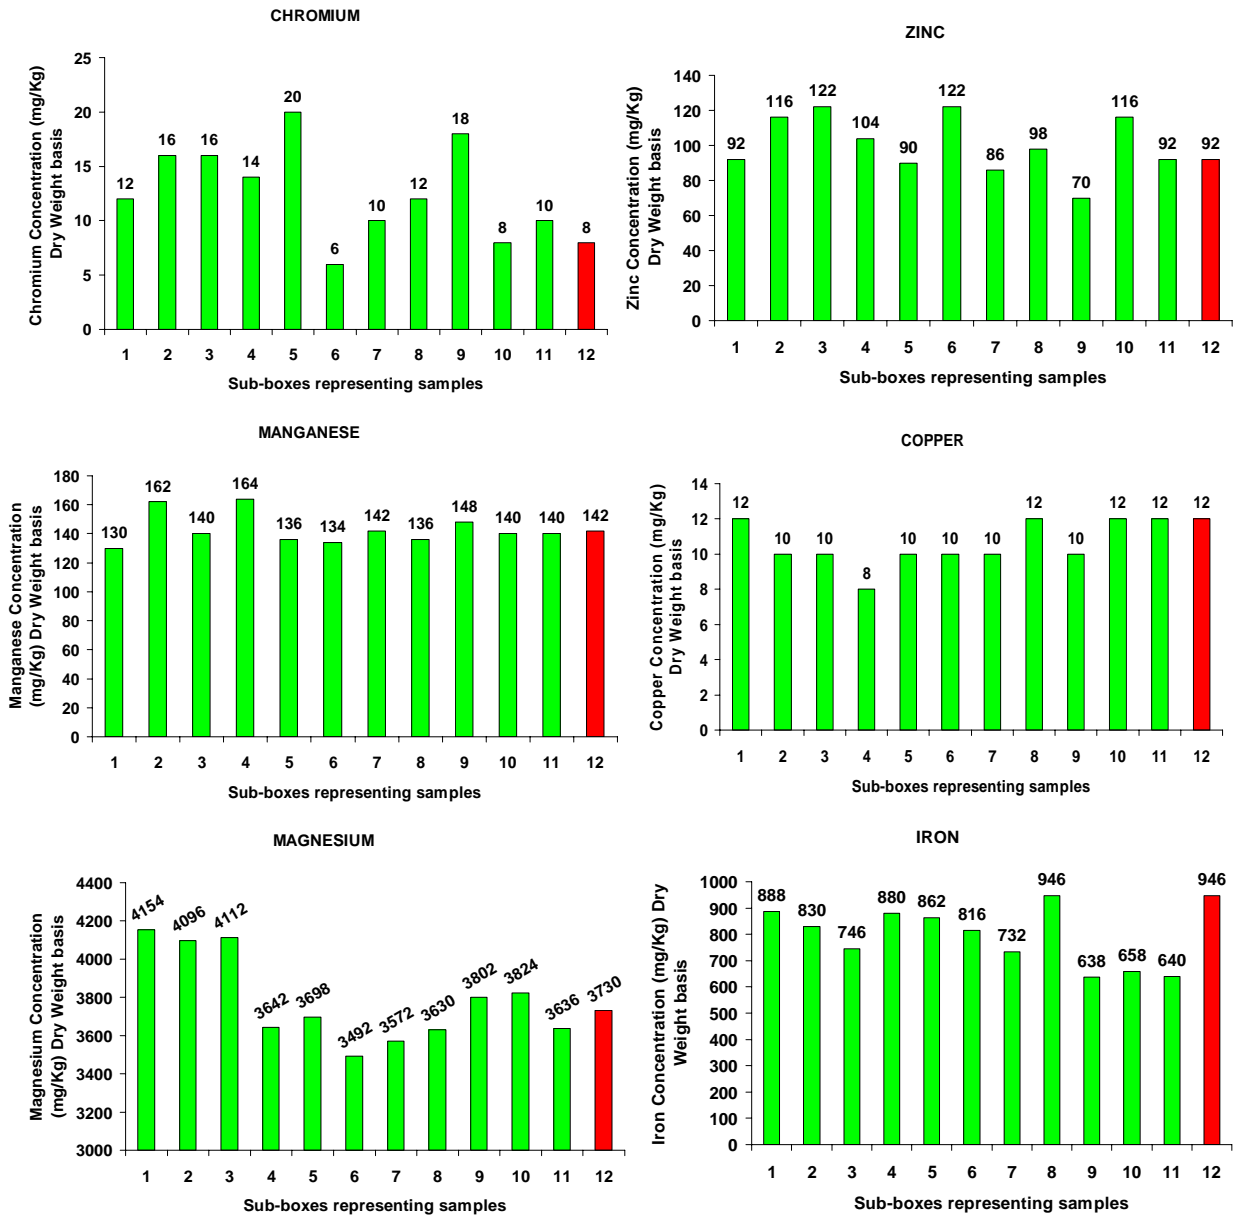 CHROMIUM
Chromium Concentration (mg/Kg)
Dry Weight basis
25
20
15
10
5
0
12 16 16 14 20 6 10 12 18 8 10 8
1 2 3 4 5 6 7 8 9 10 11 12
Sub-boxes representing samples
ZINC
Zinc Concentration (mg/Kg)
Dry Weight basis
140
120
100
80
60
40
20
0
92 116 122 104 90 122 86 98 70 116 92 92
1 2 3 4 5 6 7 8 9 10 11 12
Sub-boxes representing samples
MANGANESE
Manganese Concentration
(mg/Kg) Dry Weight basis
180
160
140
120
100
80
60
40
20
0
130 162 140 164 136 134 142 136 148 140 140 142
1 2 3 4 5 6 7 8 9 10 11 12
Sub-boxes representing samples
COPPER
Copper Concentration (mg/Kg)
Dry Weight basis
14
12
10
8
6
4
2
0
12 10 10 8 10 10 10 12 10 12 12 12
1 2 3 4 5 6 7 8 9 10 11 12
Sub-boxes representing samples
MAGNESIUM
Magnesium Concentration
(mg/Kg) Dry Weight basis
4400
4200
4000
3800
3600
3400
3200
3000
4154 4096 4112 3642 3698 3492 3572 3630 3802 3824 3636 3730
1 2 3 4 5 6 7 8 9 10 11 12
Sub-boxes representing samples
IRON
Iron Concentration (mg/Kg) Dry
Weight basis
1000
900
800
700
600
500
400
300
200
100
0
888 830 746 880 862 816 732 946 638 658 640 946
1 2 3 4 5 6 7 8 9 10 11 12
Sub-boxes representing samples